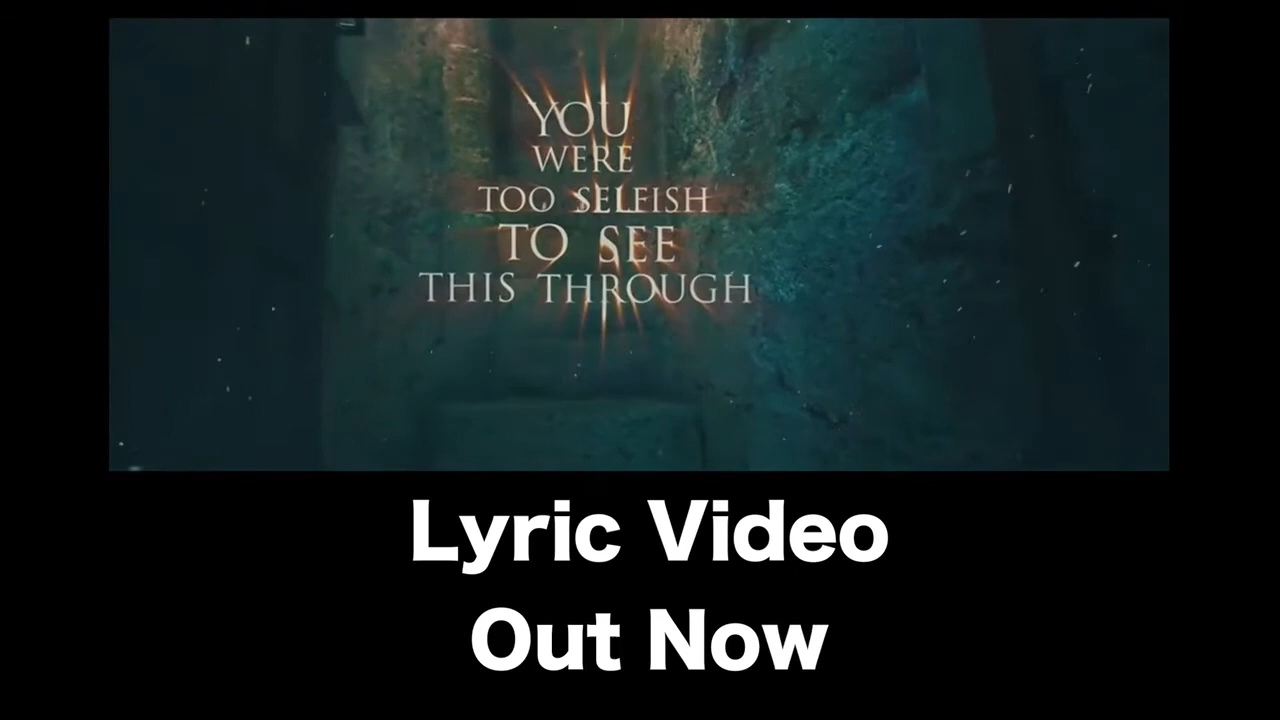 YOU
WERE
TOO SELFISH
TO SEE
THIS THROUGH
Lyric Video
Out Now